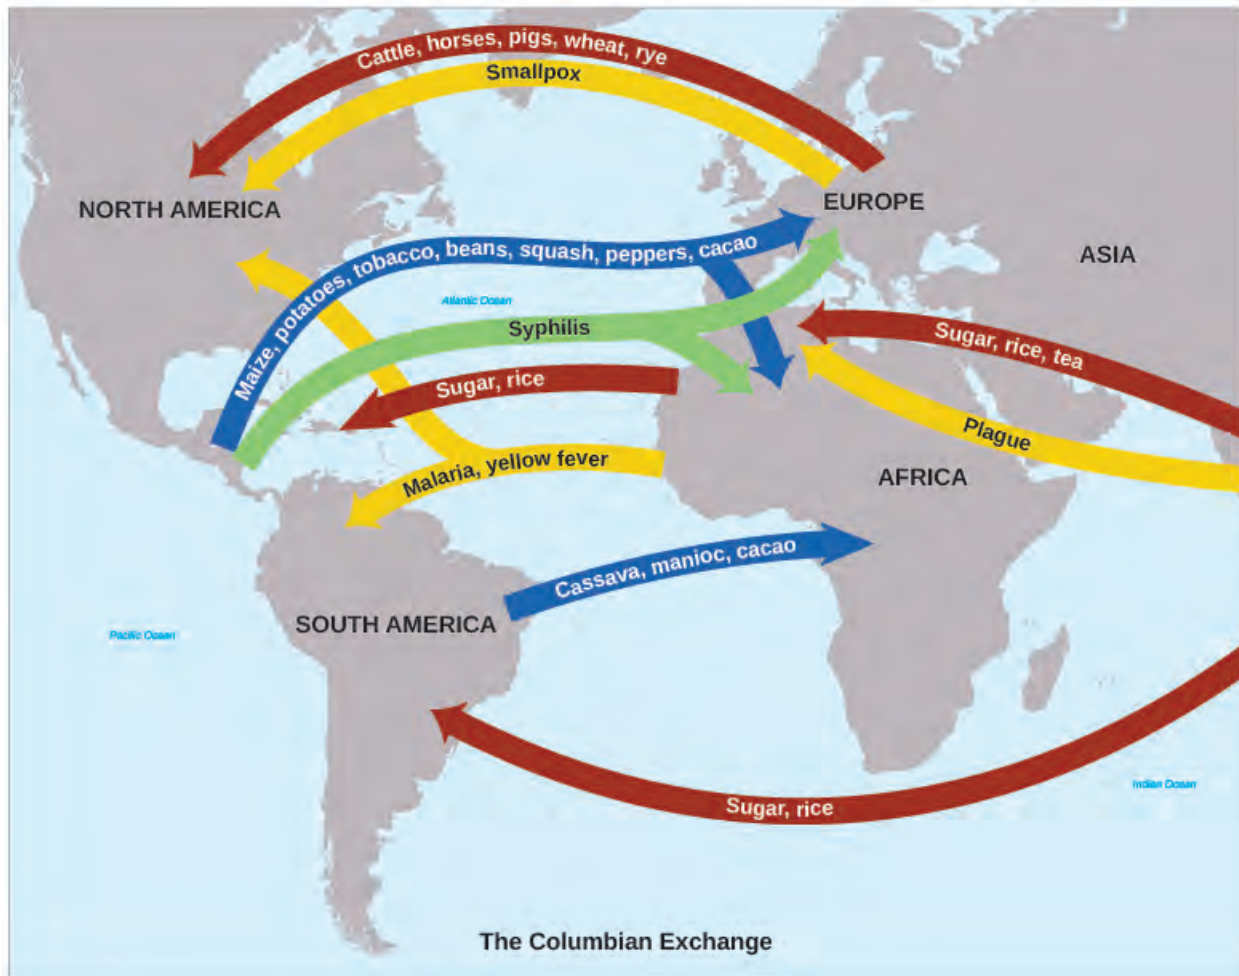 Cattle, horses, pigs, wheat, rye
Smallpox
NORTH AMERICA
EUROPE
Maize, potatoes, tobacco, beans, squash, peppers, cacao
ASIA
Atlantic Ocean
Syphilis
Sugar, rice, tea
Sugar, rice
Plague
Malaria, yellow fever
AFRICA
Cassava, manioc, cacao
SOUTH AMERICA
Pacific Ocean
Indian Ocean
Sugar, rice
The Columbian Exchange